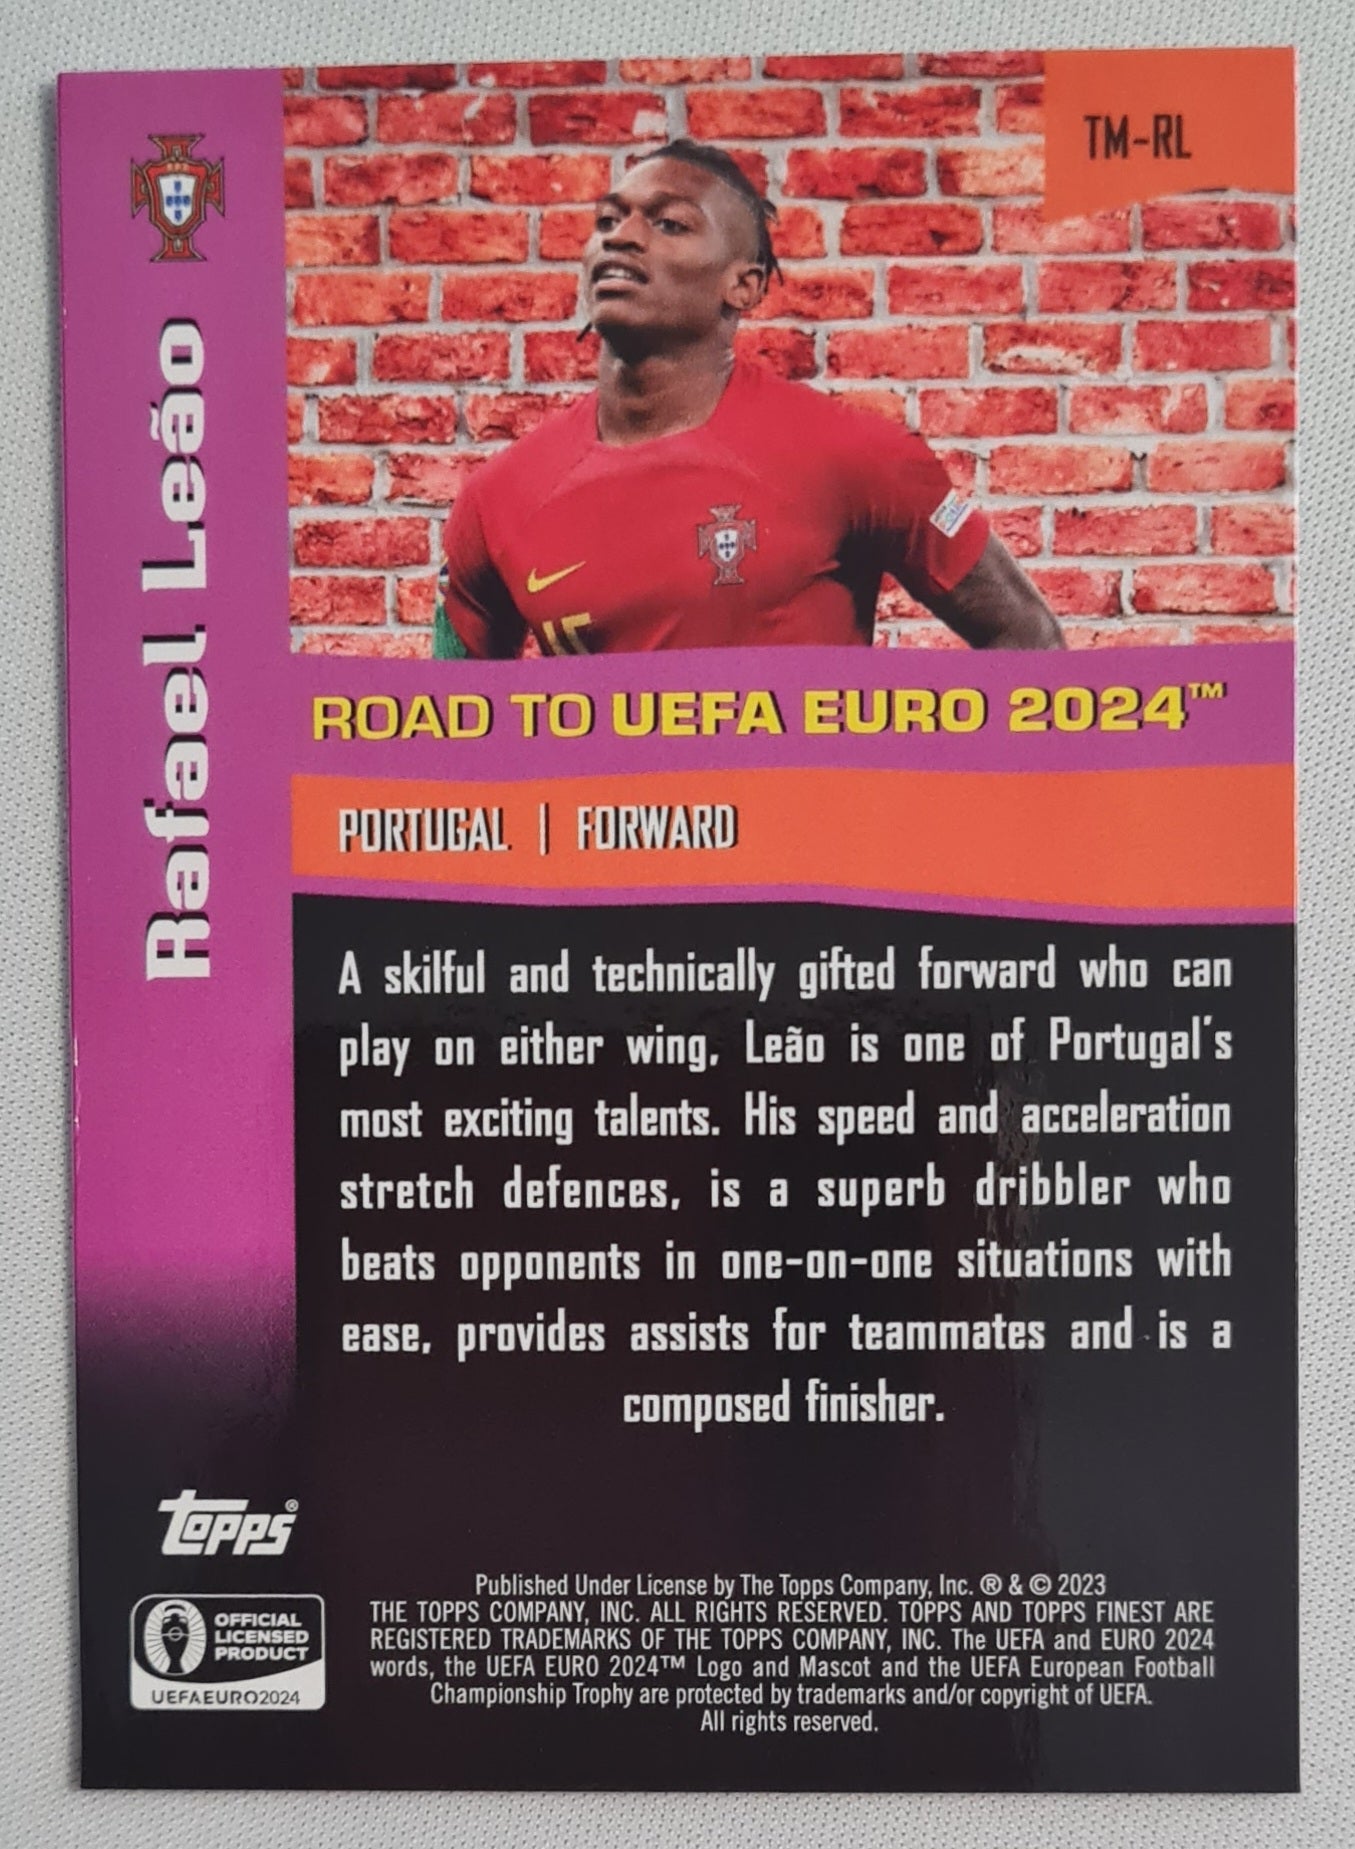 TM-RL
Rafael Leão
15
ROAD TO UEFA EURO 2024™
PORTUGAL | FORWARD
A skilful and technically gifted forward who can
play on either wing, Leão is one of Portugal's
most exciting talents. His speed and acceleration
stretch defences, is a superb dribbler who
beats opponents in one-on-one situations with
ease, provides assists for teammates and is a
composed finisher.
topps®
OFFICIAL
LICENSED
PRODUCT
UEFAEURO2024
Published Under License by The Topps Company, Inc. ® & © 2023
THE TOPPS COMPANY, INC. ALL RIGHTS RESERVED. TOPPS AND TOPPS FINEST ARE
REGISTERED TRADEMARKS OF THE TOPPS COMPANY, INC. The UEFA and EURO 2024
words, the UEFA EURO 2024™ Logo and Mascot and the UEFA European Football
Championship Trophy are protected by trademarks and/or copyright of UEFA.
All rights reserved.